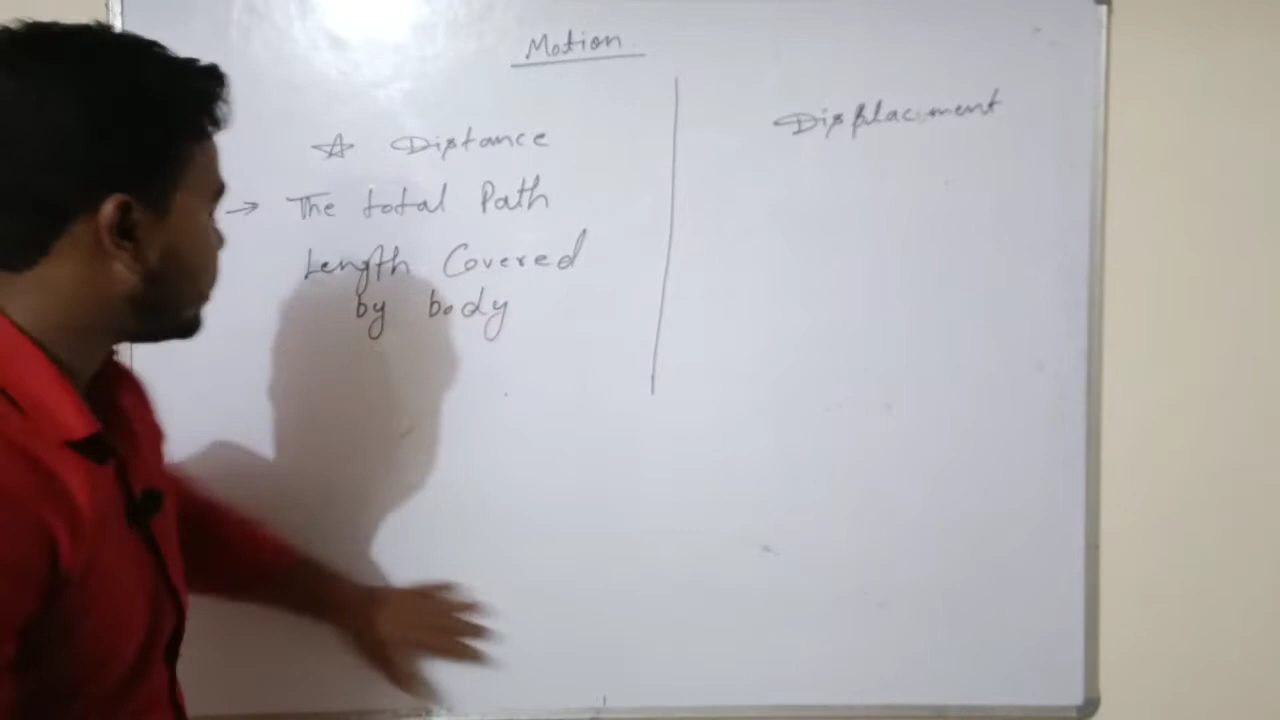 Motion
☆ Distance
→ The total Path
Length Covered
by body
Displacement